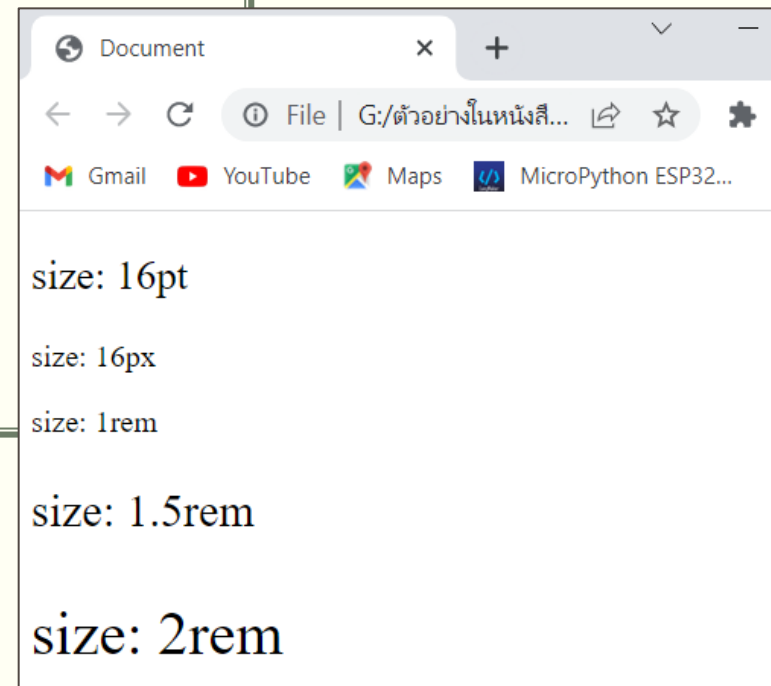 Document
File | G:/ตัวอย่างในหนังสื...
Gmail YouTube Maps MicroPython ESP32...
size: 16pt
size: 16px
size: 1rem
size: 1.5rem
size: 2rem